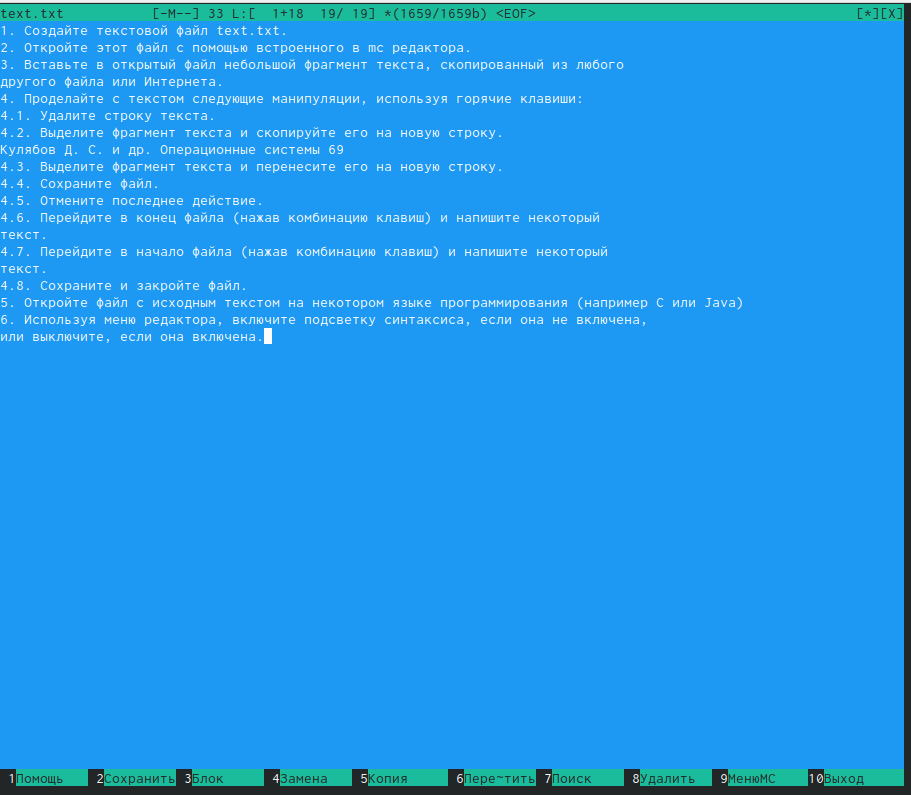 text.txt [-M--] 33 L:[ 1+18 19/ 19] *(1659/1659b) <EOF> [*][X]
1. Создайте текстовой файл text.txt.
2. Откройте этот файл с помощью встроенного в mc редактора.
3. Вставьте в открытый файл небольшой фрагмент текста, скопированный из любого
другого файла или Интернета.
4. Проделайте с текстом следующие манипуляции, используя горячие клавиши:
4.1. Удалите строку текста.
4.2. Выделите фрагмент текста и скопируйте его на новую строку.
Кулябов Д. С. и др. Операционные системы 69
4.3. Выделите фрагмент текста и перенесите его на новую строку.
4.4. Сохраните файл.
4.5. Отмените последнее действие.
4.6. Перейдите в конец файла (нажав комбинацию клавиш) и напишите некоторый
текст.
4.7. Перейдите в начало файла (нажав комбинацию клавиш) и напишите некоторый
текст.
4.8. Сохраните и закройте файл.
5. Откройте файл с исходным текстом на некотором языке программирования (например C или Java)
6. Используя меню редактора, включите подсветку синтаксиса, если она не включена,
или выключите, если она включена.
1Помощь 2Сохранить 3Блок 4Замена 5Копия 6Пере~тить 7Поиск 8Удалить 9МенюMC 10Выход